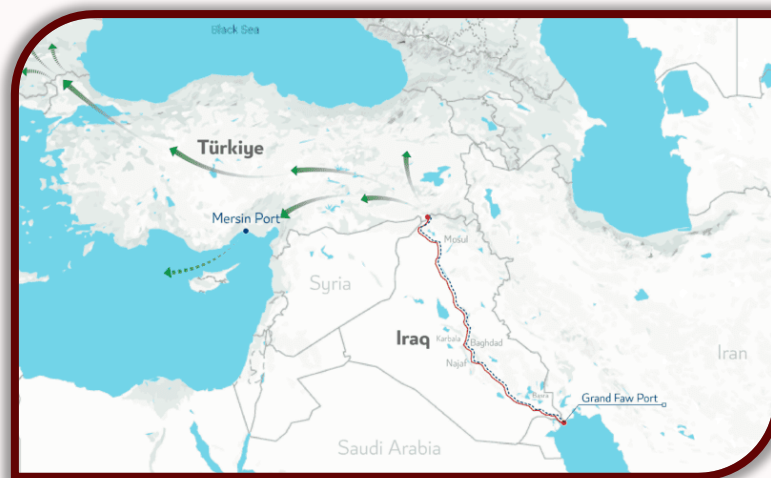 Black Sea
Türkiye
Mersin Port
Mosul
Syria
Iraq
Karbala
Baghdad
Najaf
Iran
Basra
Grand Faw Port
Saudi Arabia